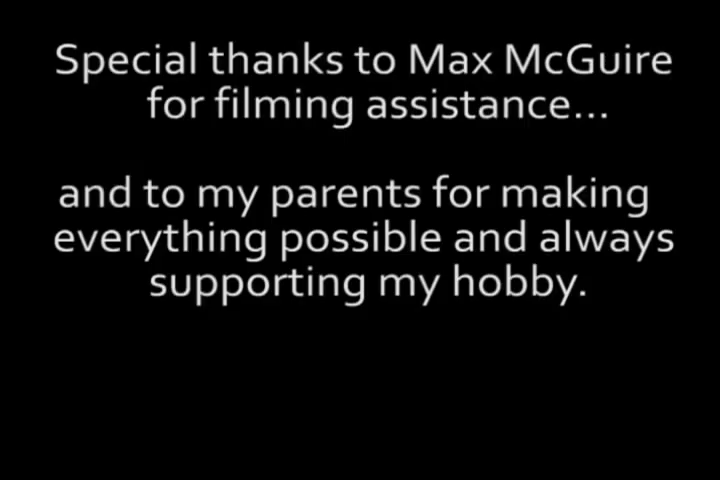 Special thanks to Max McGuire
for filming assistance...
and to my parents for making
everything possible and always
supporting my hobby.